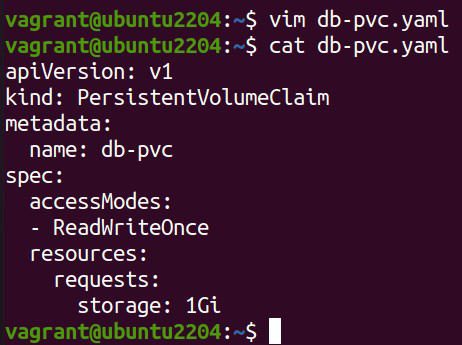 vagrant@ubuntu2204:~$ vim db-pvc.yaml
vagrant@ubuntu2204:~$ cat db-pvc.yaml
apiVersion: v1
kind: PersistentVolumeClaim
metadata:
  name: db-pvc
spec:
  accessModes:
  - ReadWriteOnce
  resources:
    requests:
      storage: 1Gi
vagrant@ubuntu2204:~$